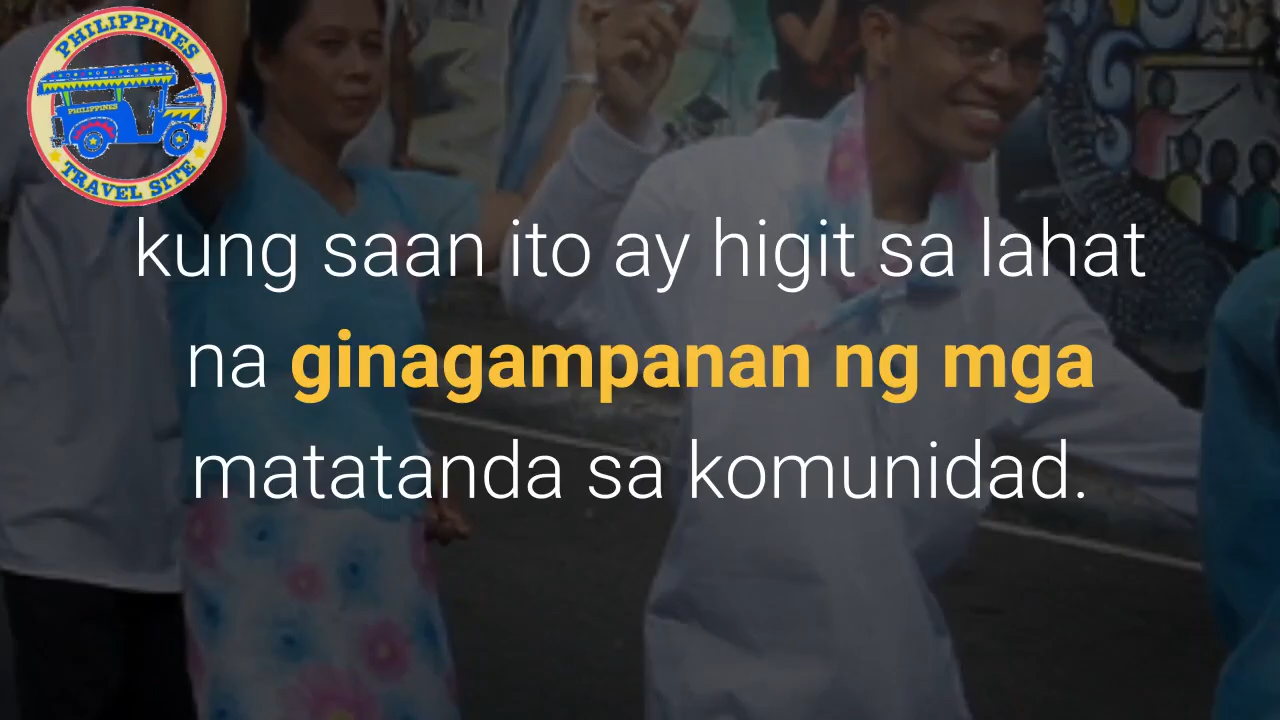 PHILIPPINES
PHILIPPINES
TRAVEL SITE
kung saan ito ay higit sa lahat
na ginagampanan ng mga
matatanda sa komunidad.